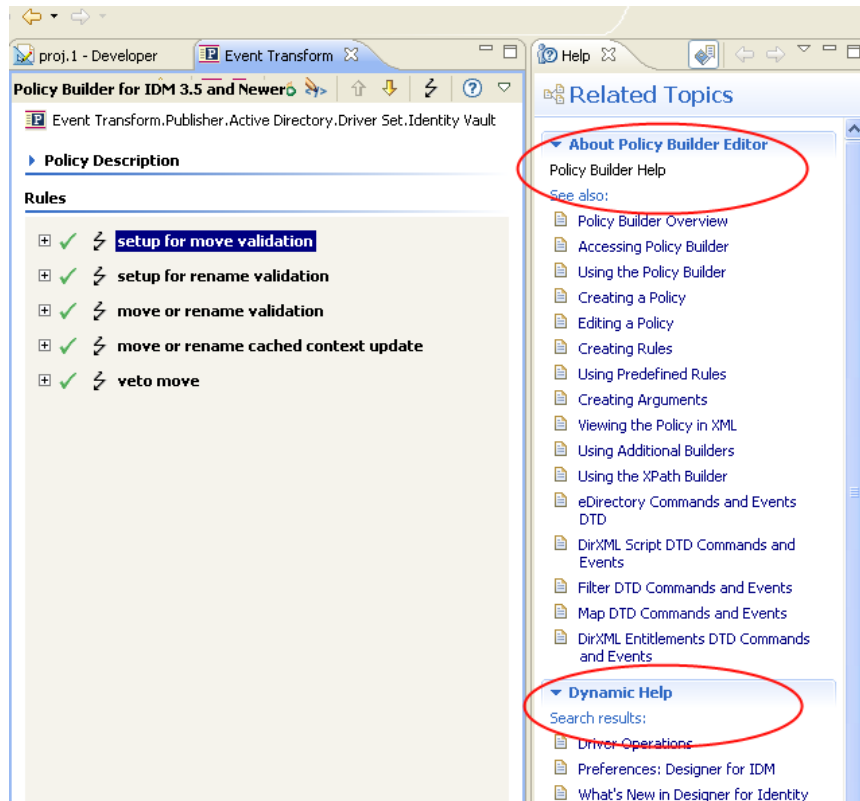 proj.1 - Developer
Event Transform
Policy Builder for IDM 3.5 and Newer
Event Transform.Publisher.Active Directory.Driver Set.Identity Vault
Policy Description
Rules
setup for move validation
setup for rename validation
move or rename validation
move or rename cached context update
veto move
Help
Related Topics
About Policy Builder Editor
Policy Builder Help
See also:
Policy Builder Overview
Accessing Policy Builder
Using the Policy Builder
Creating a Policy
Editing a Policy
Creating Rules
Using Predefined Rules
Creating Arguments
Viewing the Policy in XML
Using Additional Builders
Using the XPath Builder
eDirectory Commands and Events
DTD
DirXML Script DTD Commands and
Events
Filter DTD Commands and Events
Map DTD Commands and Events
DirXML Entitlements DTD Commands
and Events
Dynamic Help
Search results:
Driver Operations
Preferences: Designer for IDM
What's New in Designer for Identity